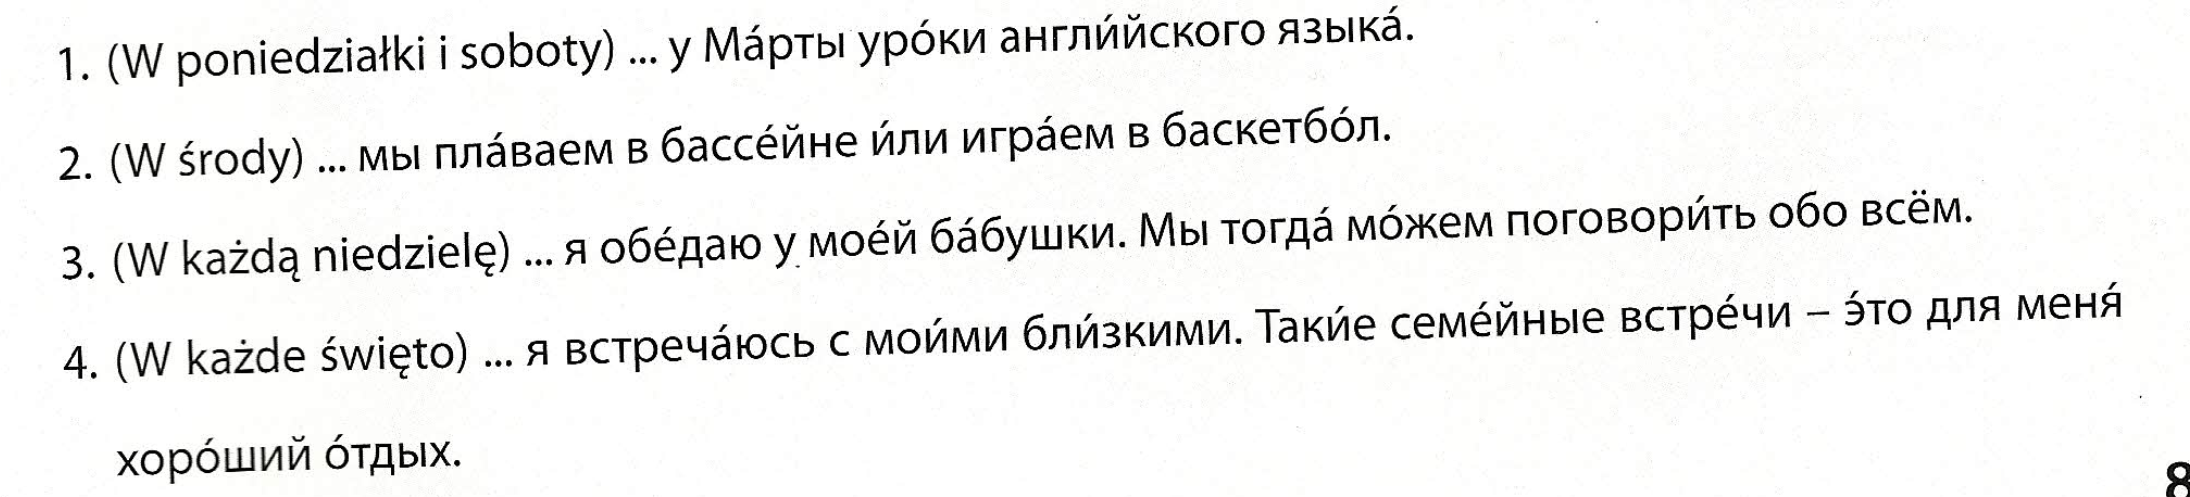 1. (W poniedziałki i soboty) ... у Ма́рты уро́ки англи́йского языка́.
2. (W środy) ... мы пла́ваем в бассе́йне и́ли игра́ем в баскетбо́л.
3. (W każdą niedzielę) ... я обе́даю у мое́й ба́бушки. Мы тогда́ мо́жем поговори́ть обо всём.
4. (W każde święto) ... я встреча́юсь с мои́ми бли́зкими. Таки́е семе́йные встре́чи – э́то для меня́
хоро́ший о́тдых.
8